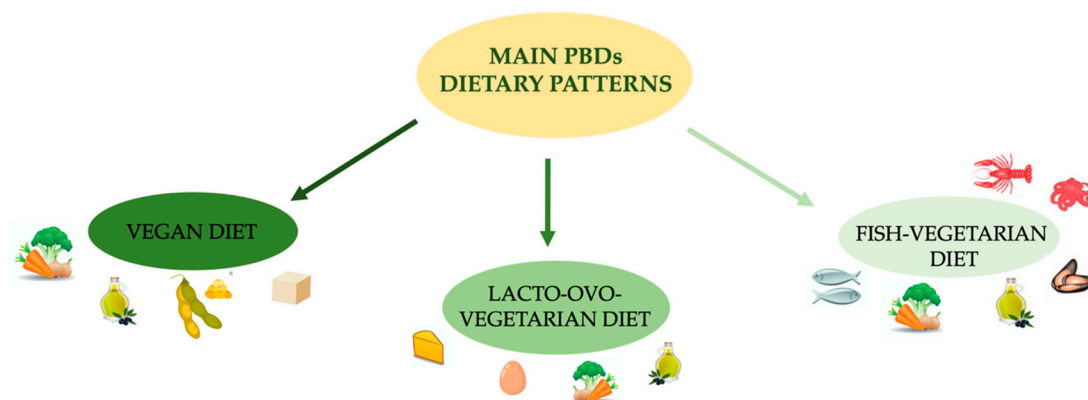 MAIN PBDs
DIETARY PATTERNS
VEGAN DIET
LACTO-OVO-
VEGETARIAN DIET
FISH-VEGETARIAN
DIET